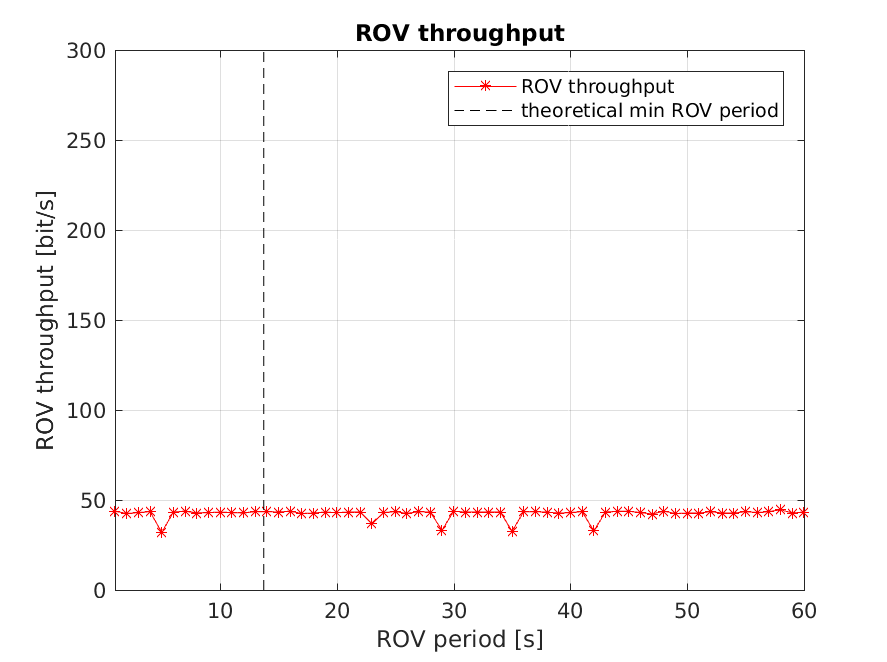 ROV throughput
300
250
200
150
100
50
0
ROV throughput [bit/s]
ROV throughput
theoretical min ROV period
10 20 30 40 50 60
ROV period [s]